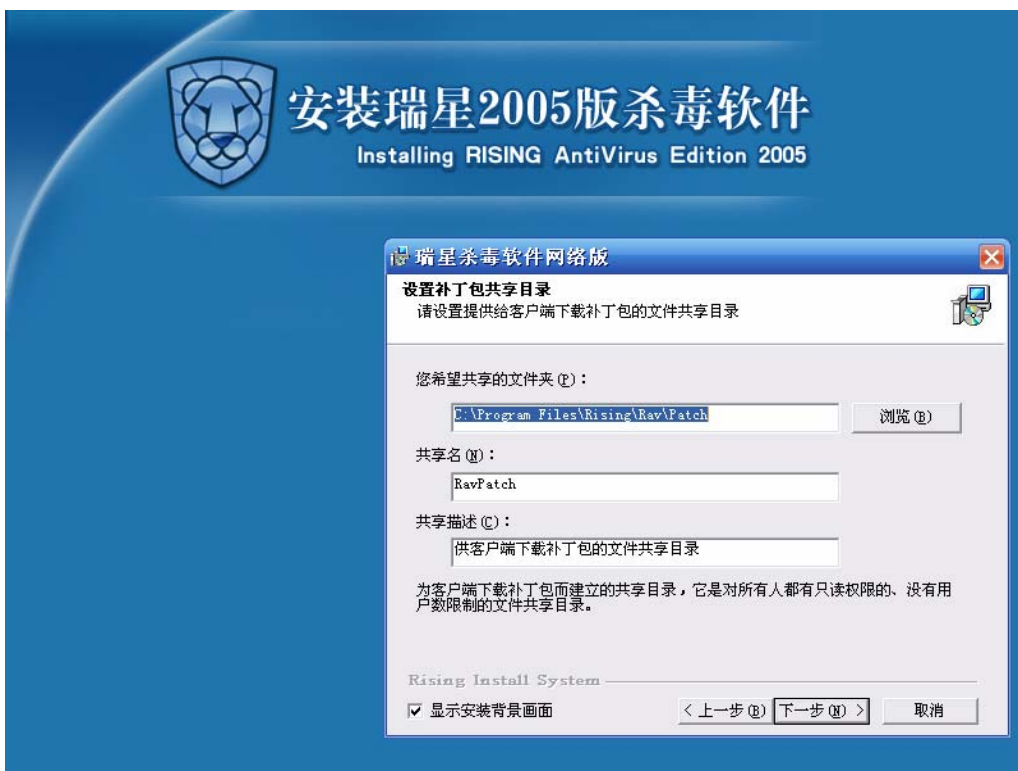 安装瑞星2005版杀毒软件
Installing RISING AntiVirus Edition 2005
瑞星杀毒软件网络版
设置补丁包共享目录
请设置提供给客户端下载补丁包的文件共享目录
您希望共享的文件夹(P)：
C:\Program Files\Rising\Rav\Patch
浏览(B)
共享名(N)：
RavPatch
共享描述(C)：
供客户端下载补丁包的文件共享目录
为客户端下载补丁包而建立的共享目录，它是对所有人都有只读权限的、没有用
户数限制的文件共享目录。
Rising Install System
显示安装背景画面
< 上一步(B) 下一步(N) > 取消